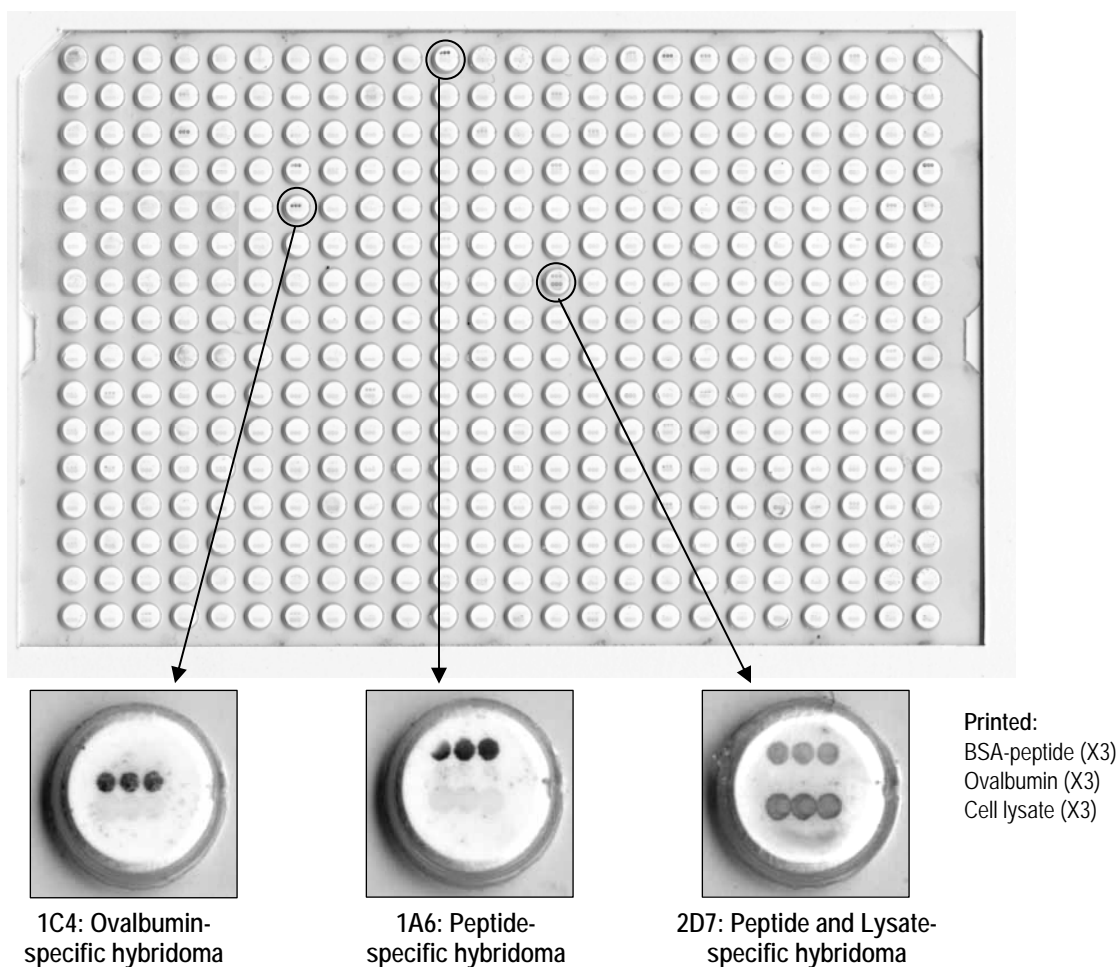 1C4: Ovalbumin-
specific hybridoma
1A6: Peptide-
specific hybridoma
2D7: Peptide and Lysate-
specific hybridoma
Printed:
BSA-peptide (X3)
Ovalbumin (X3)
Cell lysate (X3)